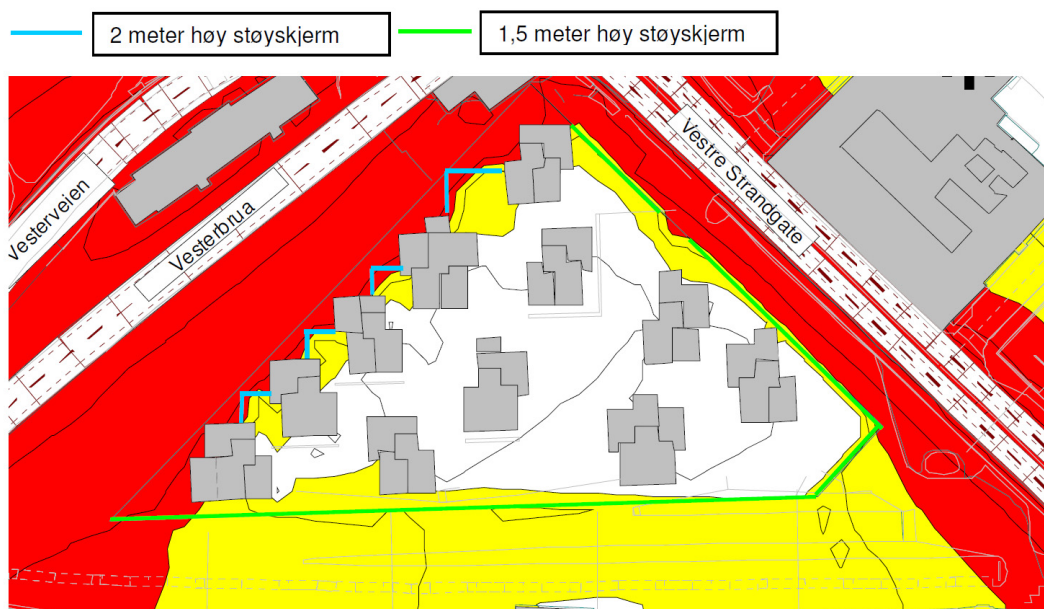 2 meter høy støyskjerm
1,5 meter høy støyskjerm
Vesterveien
Vesterbrua
Vestre Strandgate